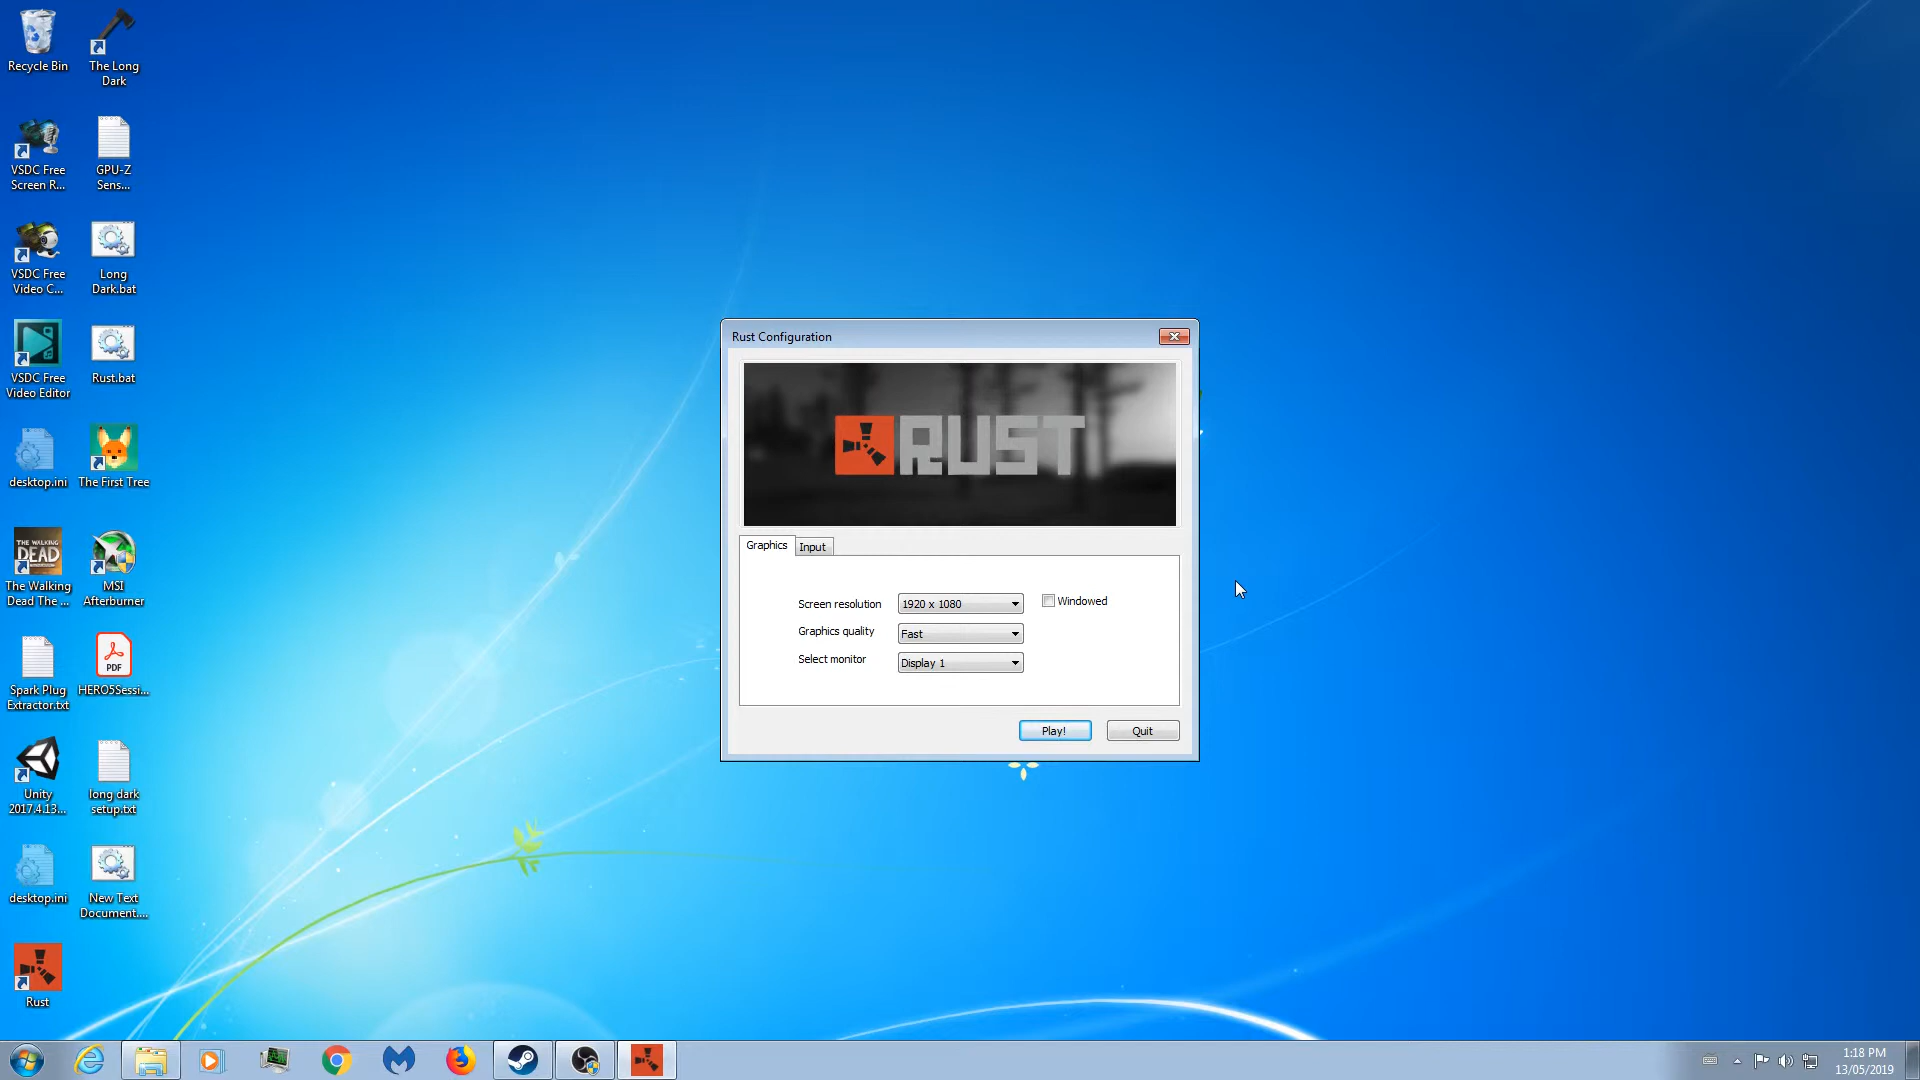 Recycle Bin
The Long
Dark
VSDC Free
Screen R...
GPU-Z
Sens...
VSDC Free
Video C...
Long
Dark.bat
VSDC Free
Video Editor
Rust.bat
desktop.ini
The First Tree
THE WALKING
DEAD
The Walking
Dead The ...
MSI
Afterburner
Spark Plug
Extractor.txt
PDF
HERO5Sessi...
Unity
2017.4.13...
long dark
setup.txt
desktop.ini
New Text
Document....
Rust
Rust Configuration
RUST
Graphics
Input
Screen resolution
1920 x 1080
Windowed
Graphics quality
Fast
Select monitor
Display 1
Play!
Quit
1:18 PM
13/05/2019